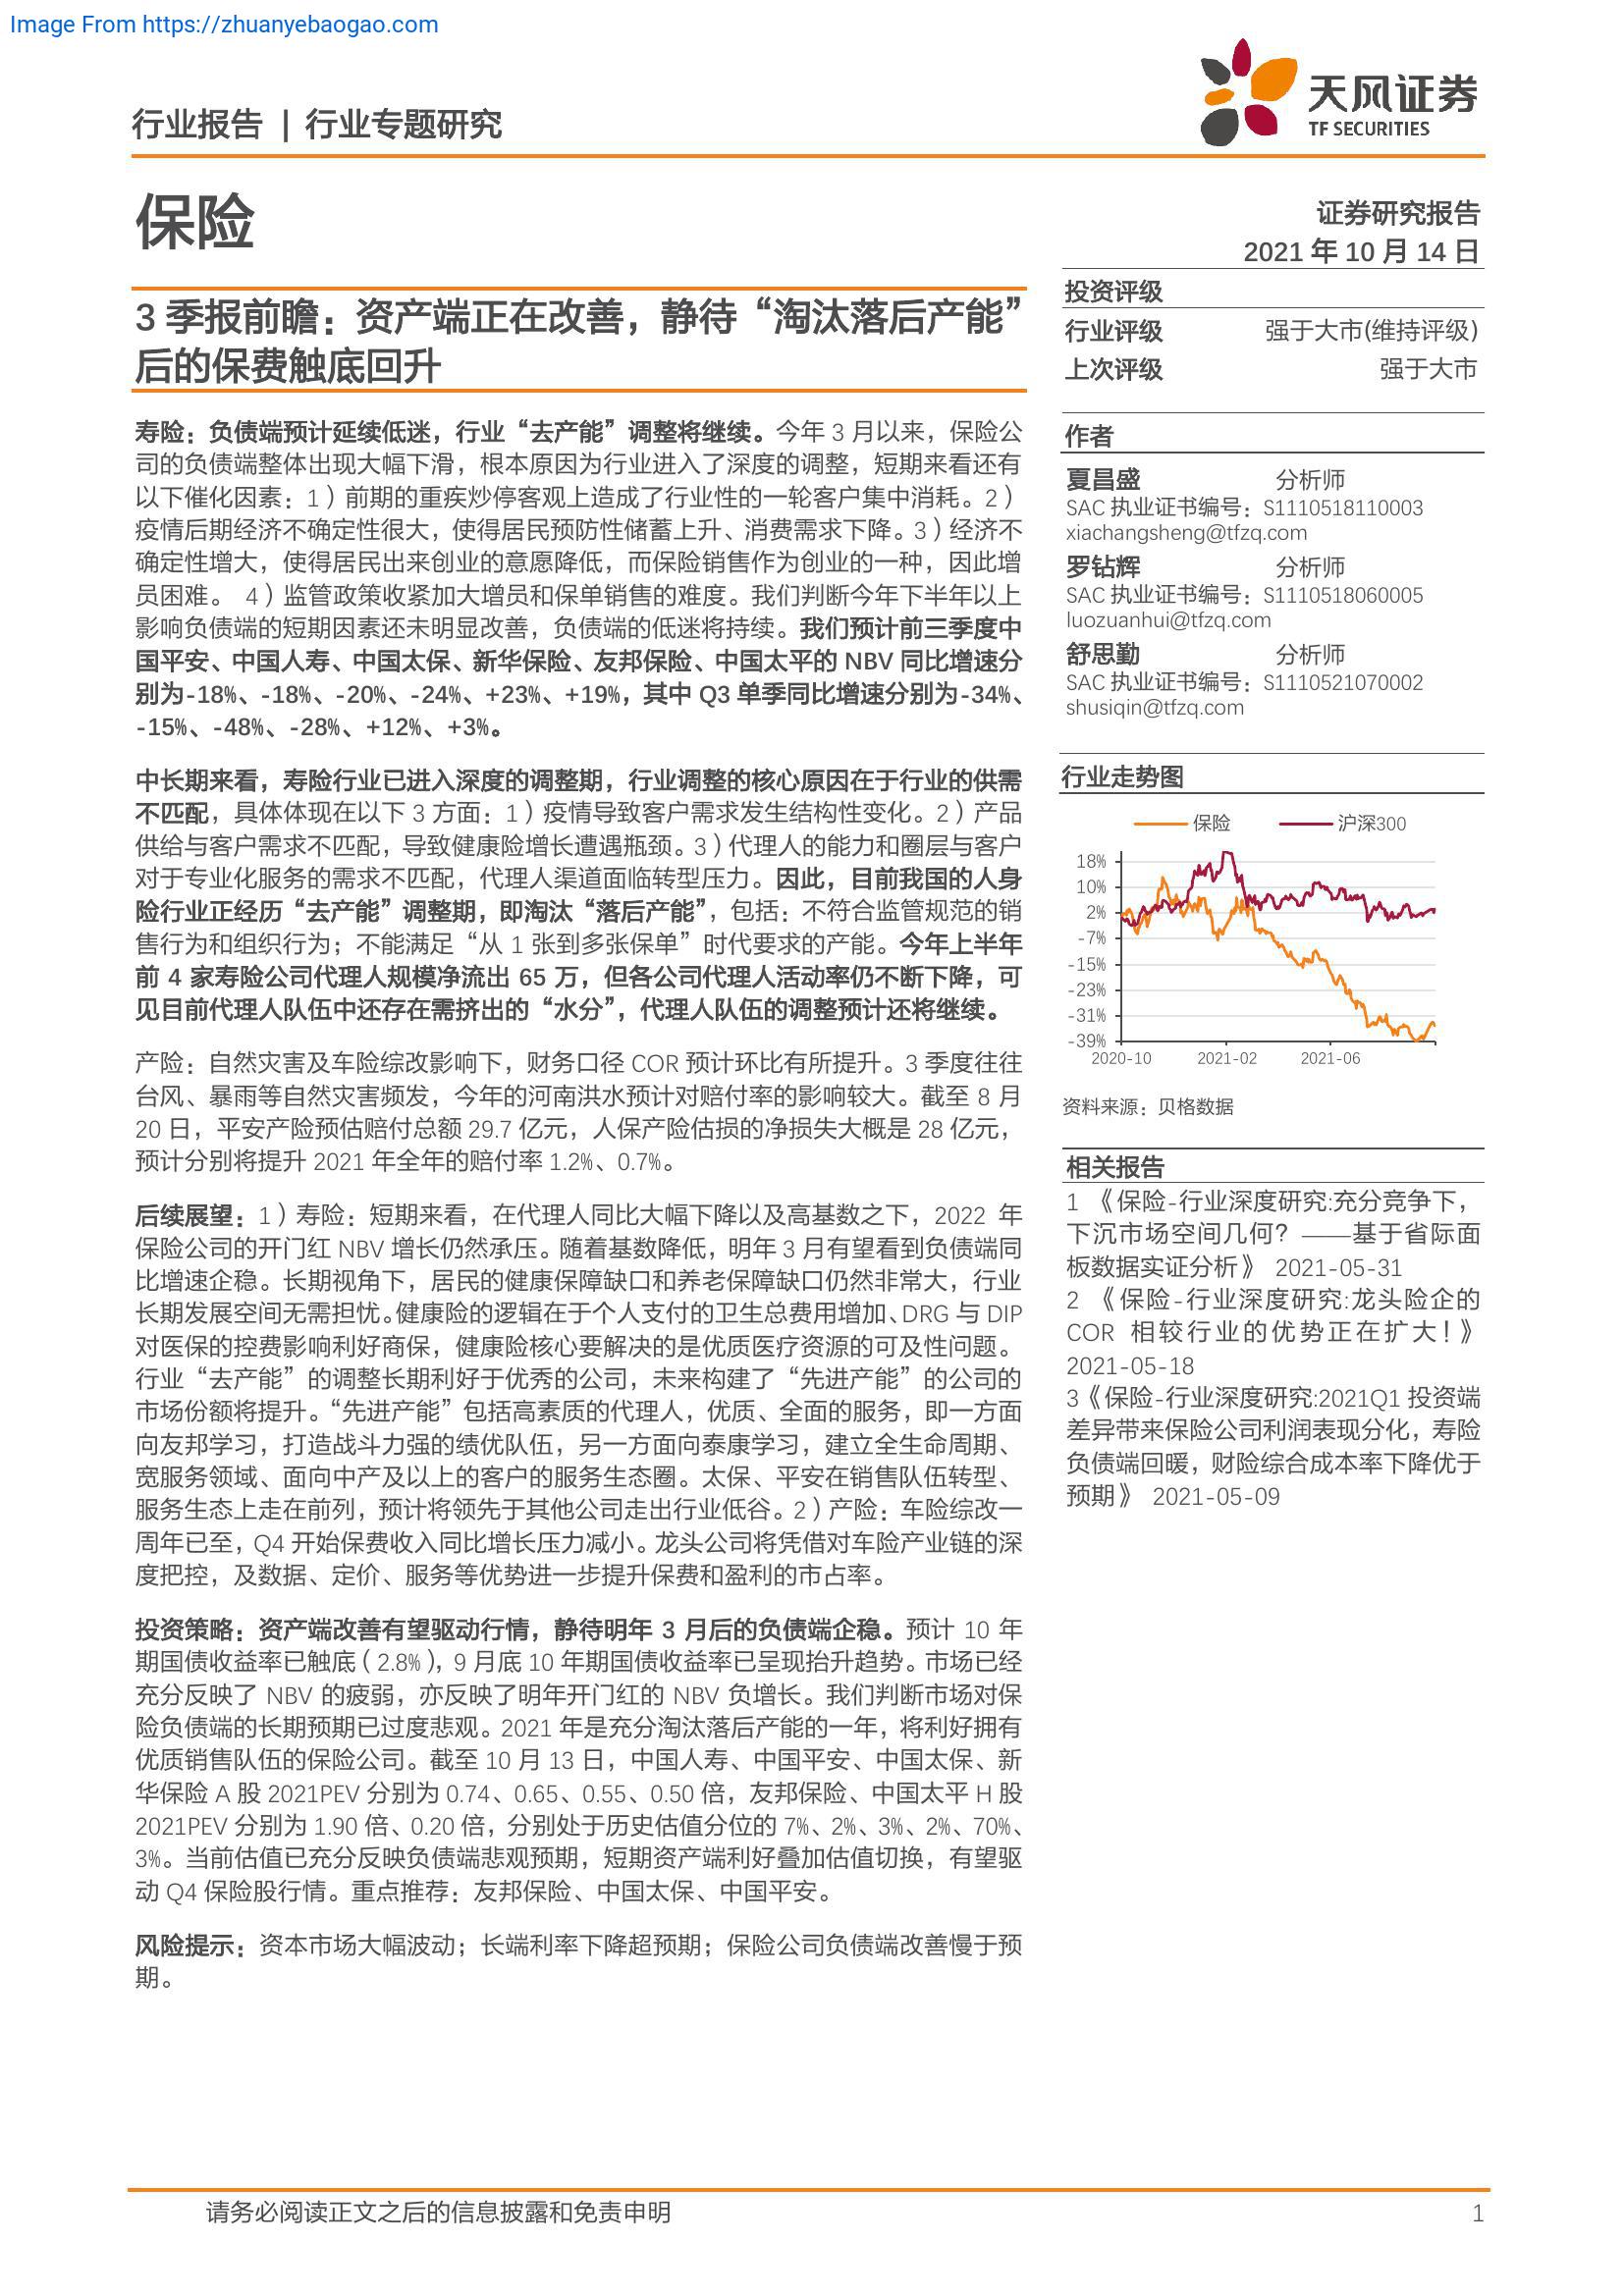 Image From https://zhuanyebaogao.com
行业报告 | 行业专题研究
天风证券
TF SECURITIES
保险
证券研究报告
2021 年 10 月 14 日
3 季报前瞻：资产端正在改善，静待“淘汰落后产能”
后的保费触底回升
寿险：负债端预计延续低迷，行业“去产能”调整将继续。今年 3 月以来，保险公
司的负债端整体出现大幅下滑，根本原因为行业进入了深度的调整，短期来看还有
以下催化因素：1）前期的重疾炒停客观上造成了行业性的一轮客户集中消耗。2）
疫情后期经济不确定性很大，使得居民预防性储蓄上升、消费需求下降。3）经济不
确定性增大，使得居民出来创业的意愿降低，而保险销售作为创业的一种，因此增
员困难。 4）监管政策收紧加大增员和保单销售的难度。我们判断今年下半年以上
影响负债端的短期因素还未明显改善，负债端的低迷将持续。我们预计前三季度中
国平安、中国人寿、中国太保、新华保险、友邦保险、中国太平的 NBV 同比增速分
别为-18%、-18%、-20%、-24%、+23%、+19%，其中 Q3 单季同比增速分别为-34%、
-15%、-48%、-28%、+12%、+3%。
中长期来看，寿险行业已进入深度的调整期，行业调整的核心原因在于行业的供需
不匹配，具体体现在以下 3 方面：1）疫情导致客户需求发生结构性变化。2）产品
供给与客户需求不匹配，导致健康险增长遭遇瓶颈。3）代理人的能力和圈层与客户
对于专业化服务的需求不匹配，代理人渠道面临转型压力。因此，目前我国的人身
险行业正经历“去产能”调整期，即淘汰“落后产能”，包括：不符合监管规范的销
售行为和组织行为；不能满足“从 1 张到多张保单”时代要求的产能。今年上半年
前 4 家寿险公司代理人规模净流出 65 万，但各公司代理人活动率仍不断下降，可
见目前代理人队伍中还存在需挤出的“水分”，代理人队伍的调整预计还将继续。
产险：自然灾害及车险综改影响下，财务口径 COR 预计环比有所提升。3 季度往往
台风、暴雨等自然灾害频发，今年的河南洪水预计对赔付率的影响较大。截至 8 月
20 日，平安产险预估赔付总额 29.7 亿元，人保产险估损的净损失大概是 28 亿元，
预计分别将提升 2021 年全年的赔付率 1.2%、0.7%。
后续展望：1）寿险：短期来看，在代理人同比大幅下降以及高基数之下，2022 年
保险公司的开门红 NBV 增长仍然承压。随着基数降低，明年 3 月有望看到负债端同
比增速企稳。长期视角下，居民的健康保障缺口和养老保障缺口仍然非常大，行业
长期发展空间无需担忧。健康险的逻辑在于个人支付的卫生总费用增加、DRG 与 DIP
对医保的控费影响利好商保，健康险核心要解决的是优质医疗资源的可及性问题。
行业“去产能”的调整长期利好于优秀的公司，未来构建了“先进产能”的公司的
市场份额将提升。“先进产能”包括高素质的代理人，优质、全面的服务，即一方面
向友邦学习，打造战斗力强的绩优队伍，另一方面向泰康学习，建立全生命周期、
宽服务领域、面向中产及以上的客户的服务生态圈。太保、平安在销售队伍转型、
服务生态上走在前列，预计将领先于其他公司走出行业低谷。2）产险：车险综改一
周年已至，Q4 开始保费收入同比增长压力减小。龙头公司将凭借对车险产业链的深
度把控，及数据、定价、服务等优势进一步提升保费和盈利的市占率。
投资策略：资产端改善有望驱动行情，静待明年 3 月后的负债端企稳。预计 10 年
期国债收益率已触底（2.8%），9 月底 10 年期国债收益率已呈现抬升趋势。市场已经
充分反映了 NBV 的疲弱，亦反映了明年开门红的 NBV 负增长。我们判断市场对保
险负债端的长期预期已过度悲观。2021 年是充分淘汰落后产能的一年，将利好拥有
优质销售队伍的保险公司。截至 10 月 13 日，中国人寿、中国平安、中国太保、新
华保险 A 股 2021PEV 分别为 0.74、0.65、0.55、0.50 倍，友邦保险、中国太平 H 股
2021PEV 分别为 1.90 倍、0.20 倍，分别处于历史估值分位的 7%、2%、3%、2%、70%、
3%。当前估值已充分反映负债端悲观预期，短期资产端利好叠加估值切换，有望驱
动 Q4 保险股行情。重点推荐：友邦保险、中国太保、中国平安。
风险提示：资本市场大幅波动；长端利率下降超预期；保险公司负债端改善慢于预
期。
投资评级
行业评级 强于大市(维持评级)
上次评级 强于大市
作者
夏昌盛 分析师
SAC 执业证书编号：S1110518110003
xiachangsheng@tfzq.com
罗钻辉 分析师
SAC 执业证书编号：S1110518060005
luozuanhui@tfzq.com
舒思勤 分析师
SAC 执业证书编号：S1110521070002
shusiqin@tfzq.com
行业走势图
保险 沪深300
18%
10%
2%
-7%
-15%
-23%
-31%
-39%
2020-10 2021-02 2021-06
资料来源：贝格数据
相关报告
1 《保险-行业深度研究:充分竞争下，
下沉市场空间几何？——基于省际面
板数据实证分析》 2021-05-31
2 《保险-行业深度研究:龙头险企的
COR 相较行业的优势正在扩大！》
2021-05-18
3《保险-行业深度研究:2021Q1 投资端
差异带来保险公司利润表现分化，寿险
负债端回暖，财险综合成本率下降优于
预期》 2021-05-09
请务必阅读正文之后的信息披露和免责申明 1